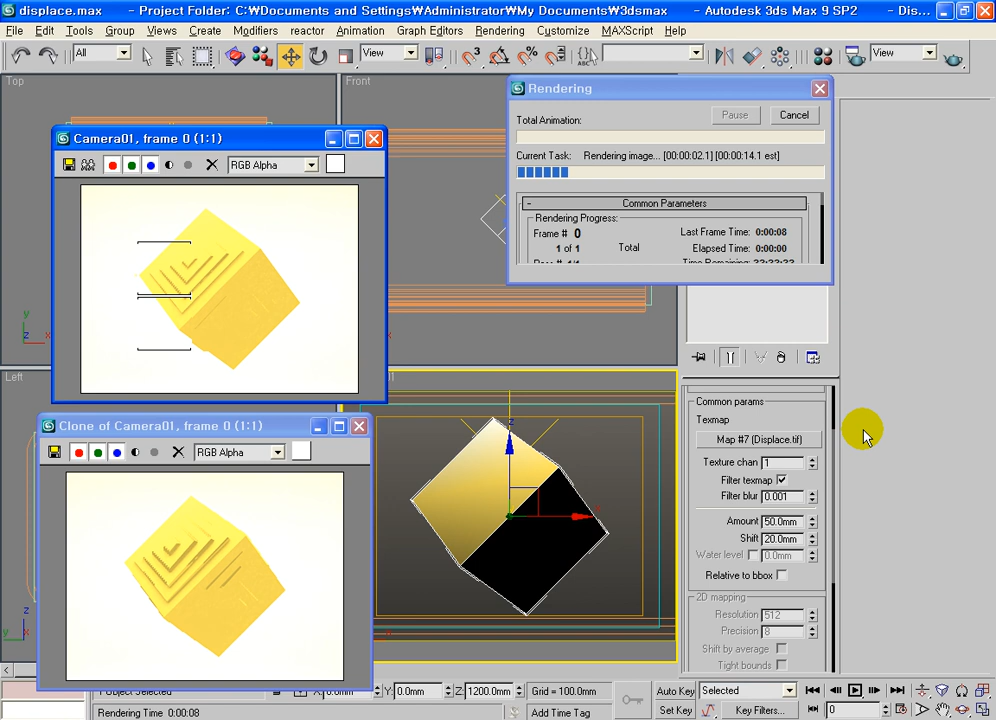 displace.max - Project Folder: C:₩Documents and Settings₩Administrator₩My Documents₩3dsmax - Autodesk 3ds Max 9 SP2 - Dis...
File Edit Tools Group Views Create Modifiers reactor Animation Graph Editors Rendering Customize MAXScript Help
All View View
Top Front
Rendering
Total Animation: Pause Cancel
Current Task: Rendering image... [00:00:02.1] [00:00:14.1 est]
Common Parameters
Rendering Progress:
Frame # 0 Last Frame Time: 0:00:08
1 of 1 Total Elapsed Time: 0:00:00
Camera01, frame 0 (1:1)
RGB Alpha
Left
Clone of Camera01, frame 0 (1:1)
RGB Alpha
Common params
Texmap
Map #7 (Displace.tif)
Texture chan 1
Filter texmap
Filter blur 0.001
Amount 50.0mm
Shift 20.0mm
Water level 0.0mm
Relative to bbox
2D mapping
Resolution 512
Precision 8
Shift by average
Tight bounds
Y: 0.0mm Z: 1200.0mm Grid = 100.0mm Auto Key Selected
Rendering Time 0:00:08 Add Time Tag Set Key Key Filters... 0